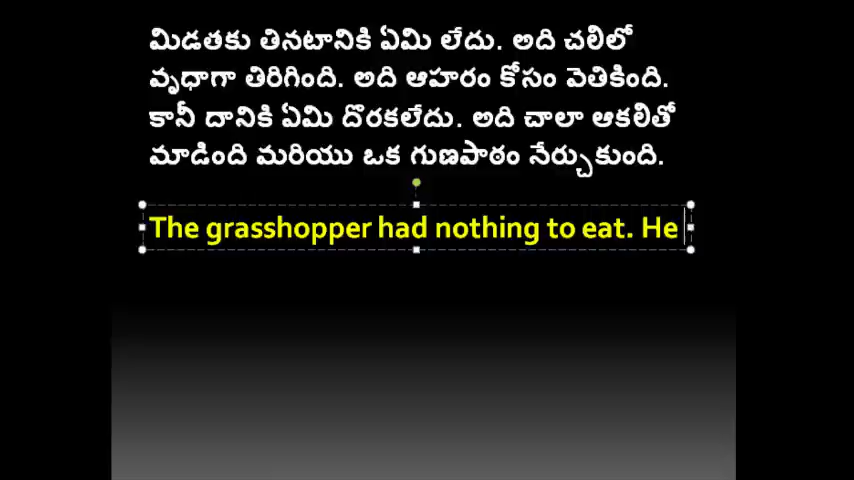 మిడతకు తినటానికి ఏమి లేదు. అది చలిలో
వృధాగా తిరిగింది. అది ఆహరం కోసం వెతికింది.
కానీ దానికి ఏమి దొరకలేదు. అది చాలా ఆకలితో
మాడింది మరియు ఒక గుణపాఠం నేర్చుకుంది.
The grasshopper had nothing to eat. He